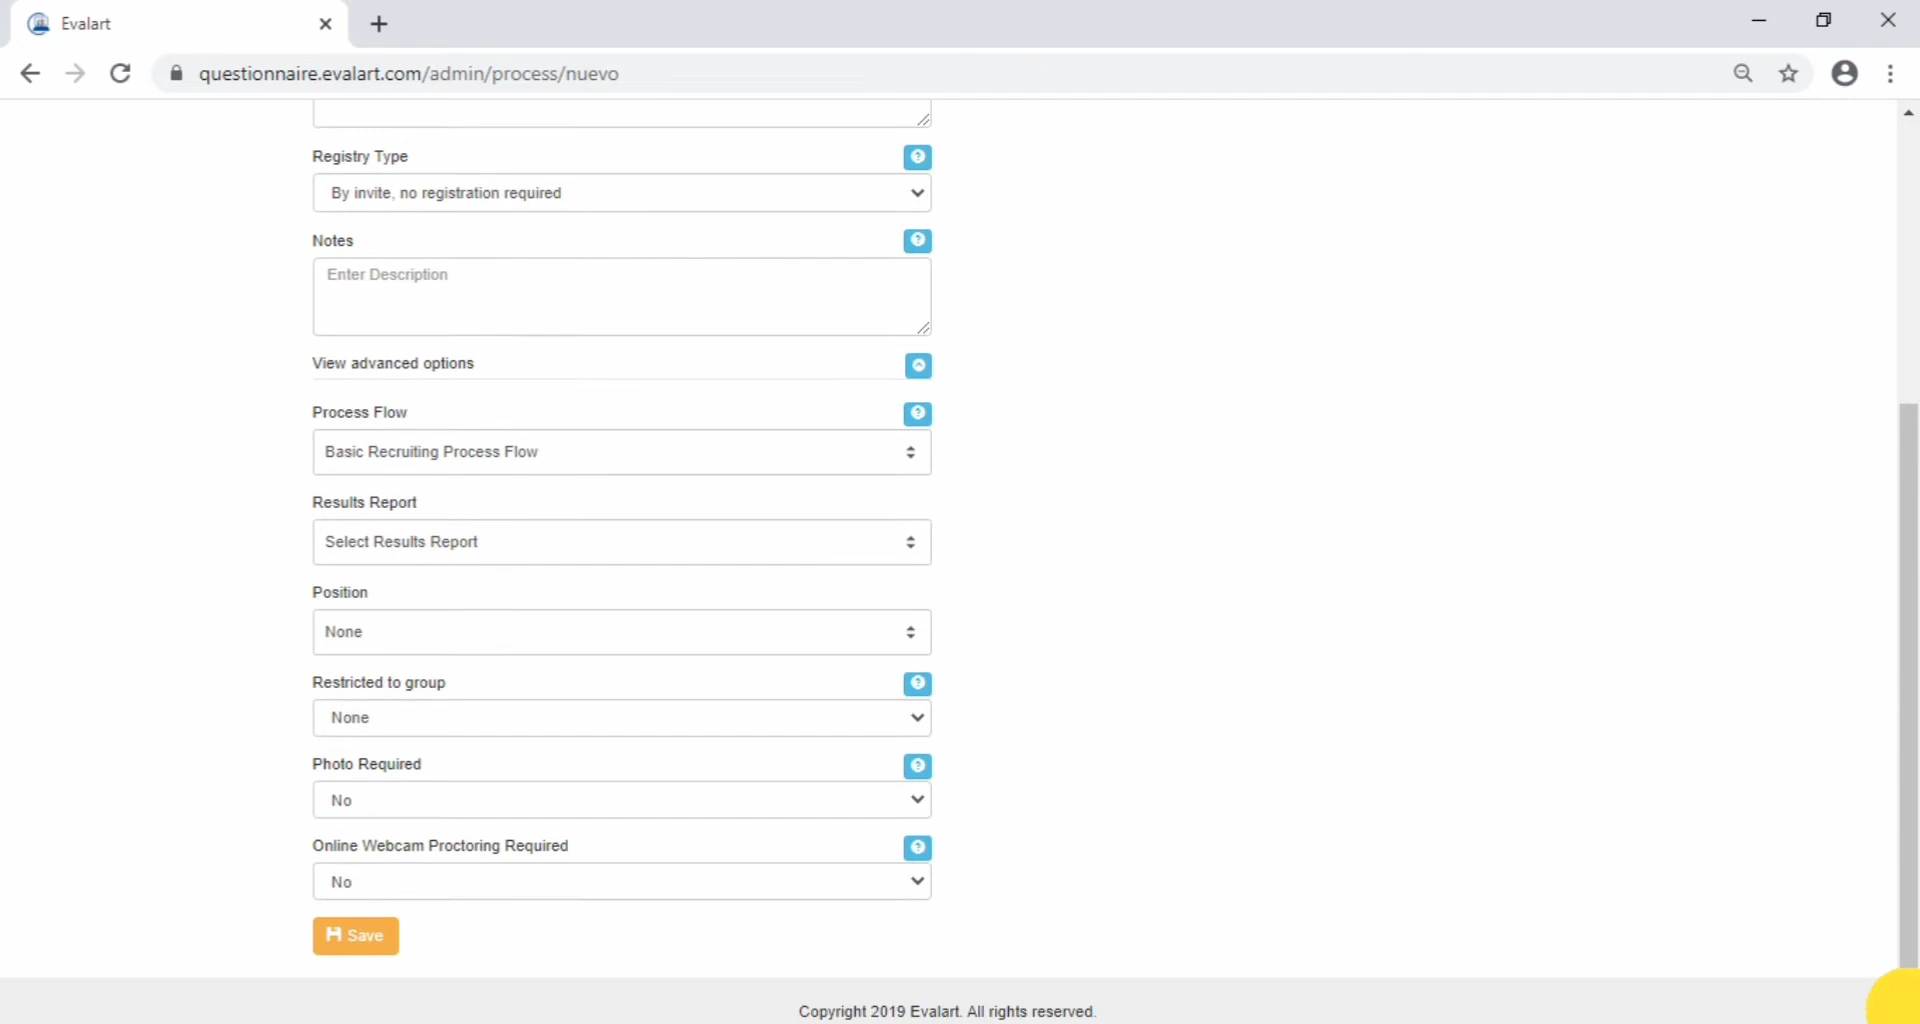 Evalart
questionnaire.evalart.com/admin/process/nuevo
Registry Type
By invite, no registration required
Notes
Enter Description
View advanced options
Process Flow
Basic Recruiting Process Flow
Results Report
Select Results Report
Position
None
Restricted to group
None
Photo Required
No
Online Webcam Proctoring Required
No
Save
Copyright 2019 Evalart. All rights reserved.